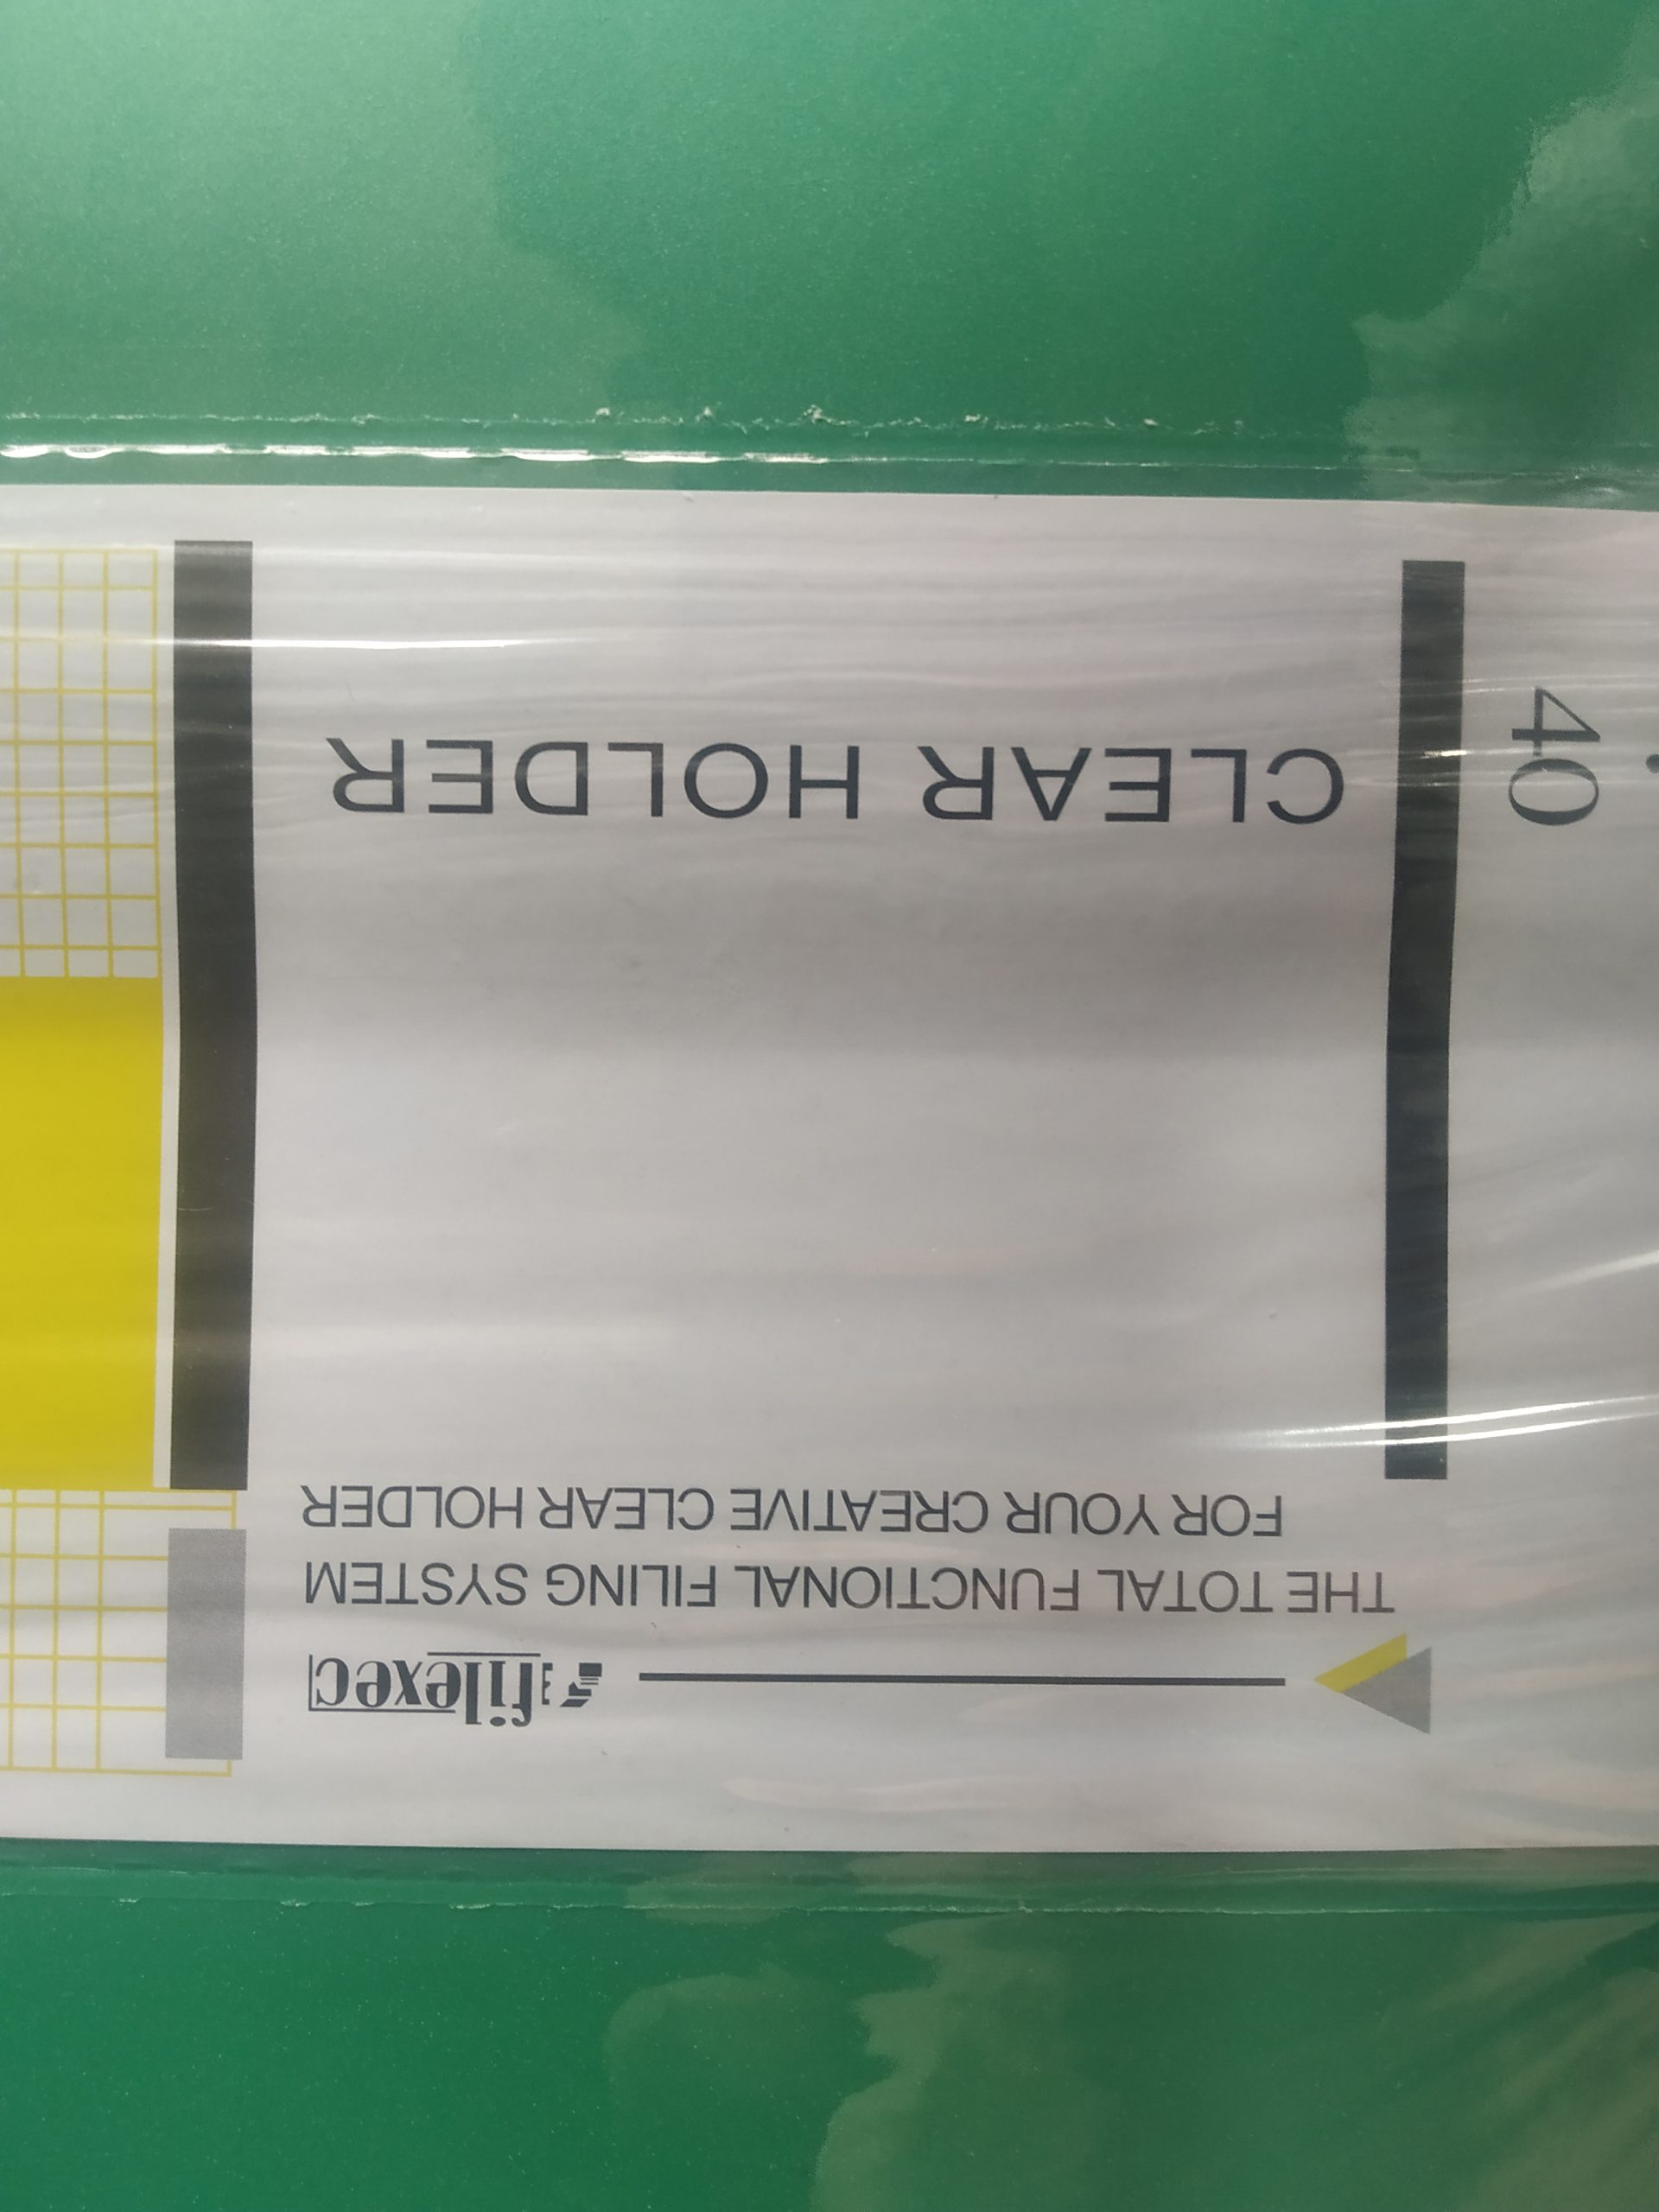 filexec
THE TOTAL FUNCTIONAL FILING SYSTEM
FOR YOUR CREATIVE CLEAR HOLDER
CLEAR HOLDER
40